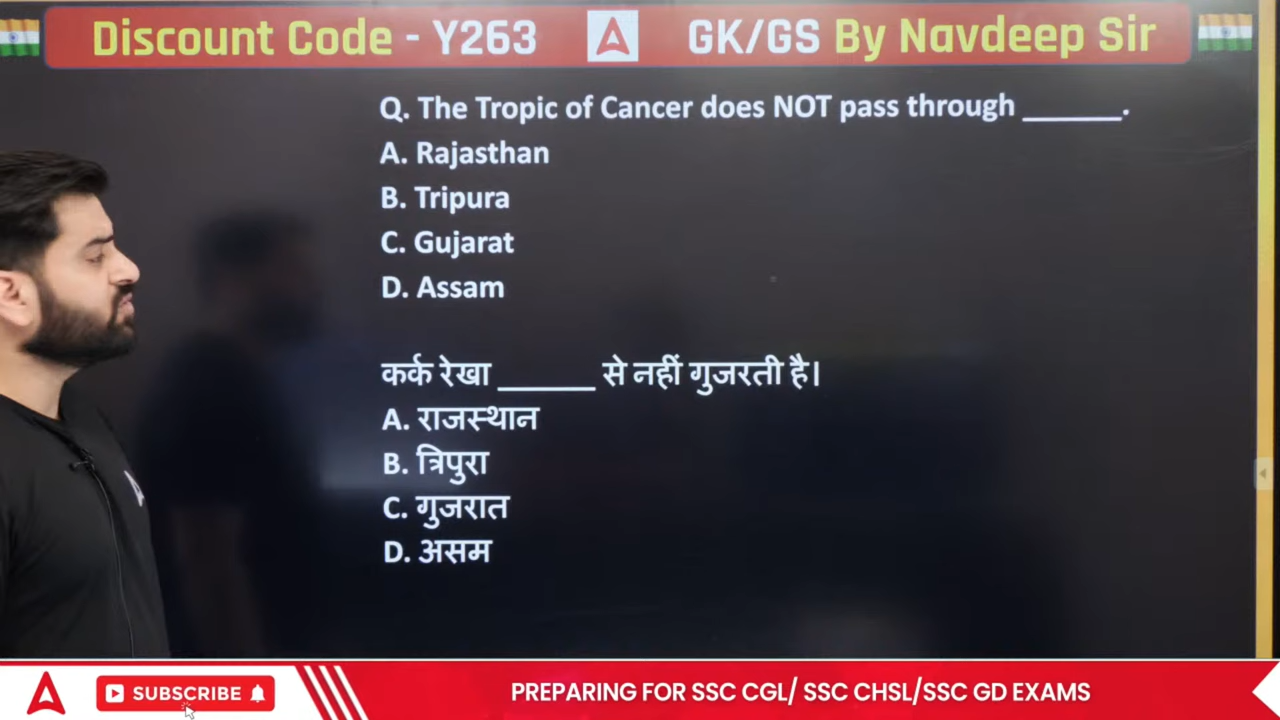 Discount Code - Y263
GK/GS By Navdeep Sir
Q. The Tropic of Cancer does NOT pass through ______.
A. Rajasthan
B. Tripura
C. Gujarat
D. Assam
कर्क रेखा ______ से नहीं गुजरती है।
A. राजस्थान
B. त्रिपुरा
C. गुजरात
D. असम
SUBSCRIBE
PREPARING FOR SSC CGL/ SSC CHSL/SSC GD EXAMS